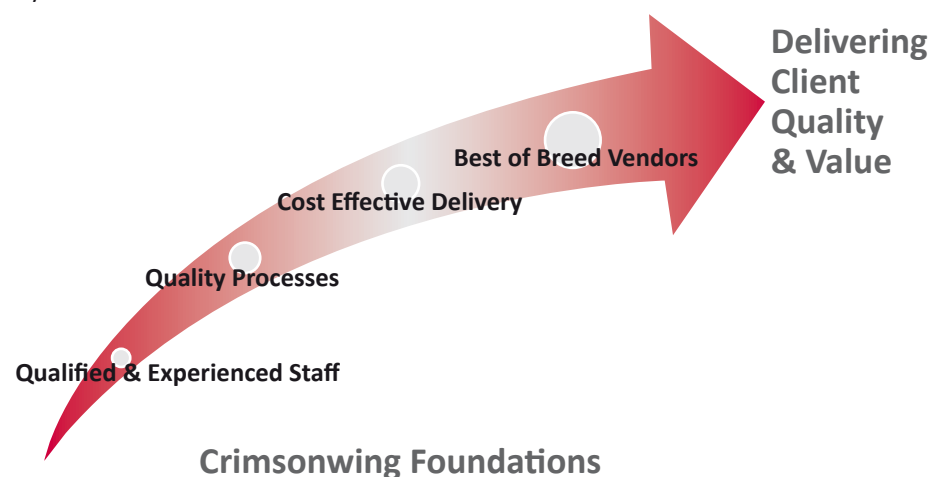 Delivering
Client
Quality
& Value
Best of Breed Vendors
Cost Effective Delivery
Quality Processes
Qualified & Experienced Staff
Crimsonwing Foundations